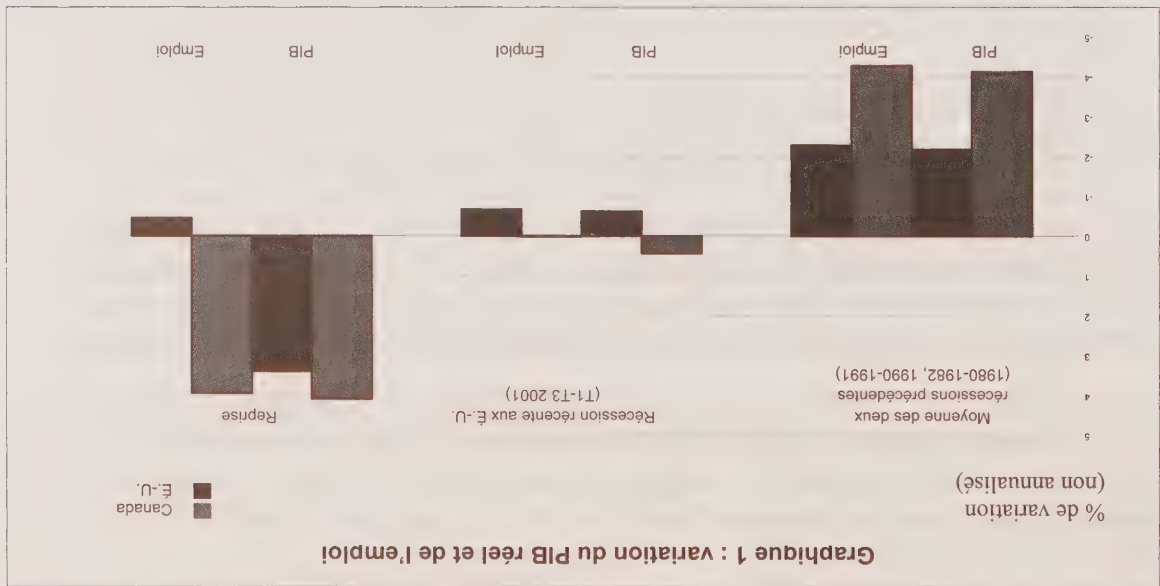 Graphique 1 : variation du PIB réel et de l'emploi
% de variation
(non annualisé)
Canada
É.-U.
5
4
3
2
1
0
-1
-2
-3
-4
-5
Moyenne des deux
récessions précédentes
(1980-1982, 1990-1991)
Récession récente aux É.-U.
(T1-T3 2001)
Reprise
PIB
Emploi
PIB
Emploi
PIB
Emploi